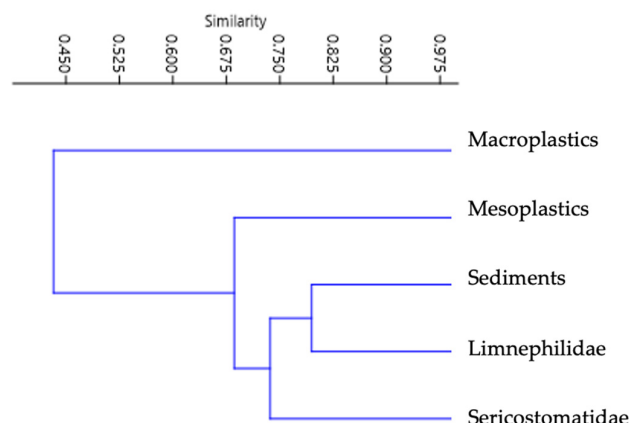 Similarity
0.450
0.525
0.600
0.675
0.750
0.825
0.900
0.975
Macroplastics
Mesoplastics
Sediments
Limnephilidae
Sericostomatidae